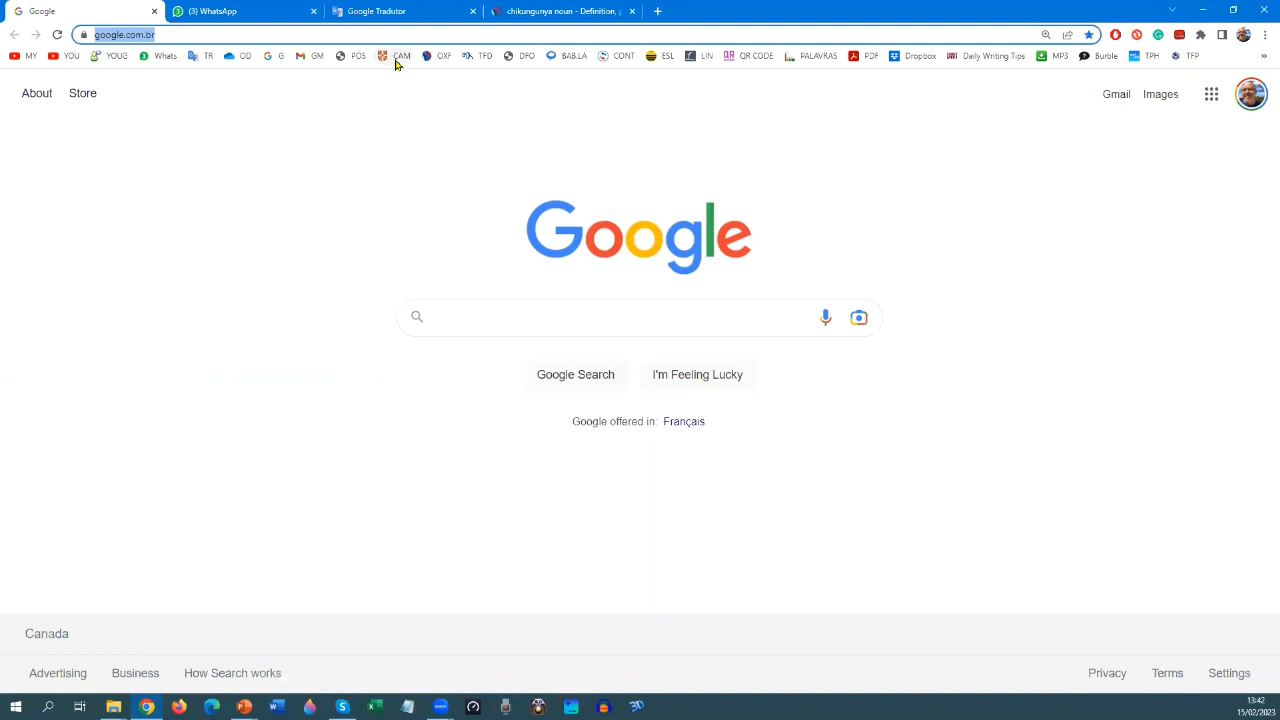 Google
(3) WhatsApp
Google Tradutor
chikungunya noun - Definition, p
google.com.br
MY YOU YOUG Whats TR OD G GM PÓS CAM OXF TFD DFO BAB.LA CONT ESL LIN QR CODE PALAVRAS PDF Dropbox Daily Writing Tips MP3 Burble TPH TFP
About Store Gmail Images
Google
Google Search I'm Feeling Lucky
Google offered in: Français
Canada
Advertising Business How Search works Privacy Terms Settings
13:42
15/02/2023